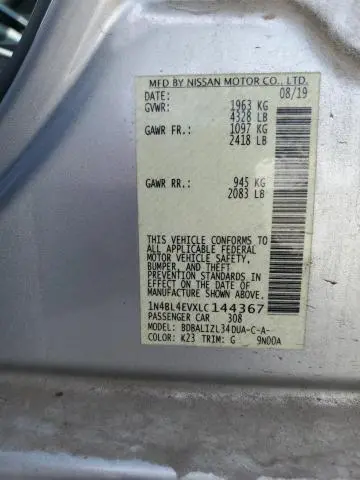 MFD BY NISSAN MOTOR CO., LTD.
DATE: 08/19
GVWR: 1963 KG
4328 LB
GAWR FR.: 1097 KG
2418 LB
GAWR RR.: 945 KG
2083 LB
THIS VEHICLE CONFORMS TO
ALL APPLICABLE FEDERAL
MOTOR VEHICLE SAFETY,
BUMPER, AND THEFT
PREVENTION STANDARDS IN
EFFECT ON THE DATE OF
MANUFACTURE SHOWN ABOVE.
1N4BL4EVXLC144367
PASSENGER CAR 308
MODEL: BDBALIZL34DUA-C-A-
COLOR: K23 TRIM: G 9N00A